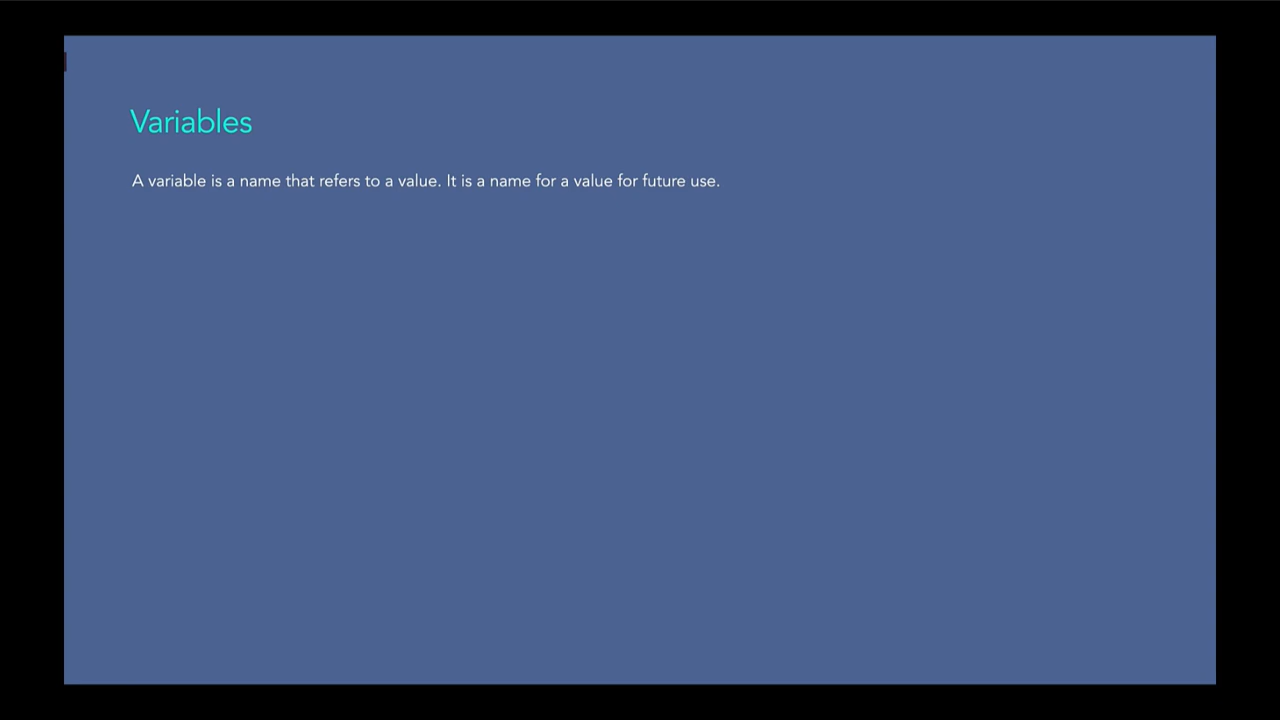 Variables
A variable is a name that refers to a value. It is a name for a value for future use.